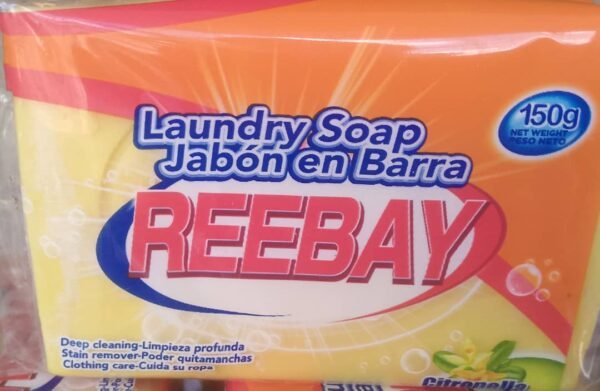 Laundry Soap
Jabón en Barra
150g
NET WEIGHT
PESO NETO
REEBAY
Deep cleaning-Limpieza profunda
Stain remover-Poder quitamanchas
Clothing care-Cuida su ropa
Citronella